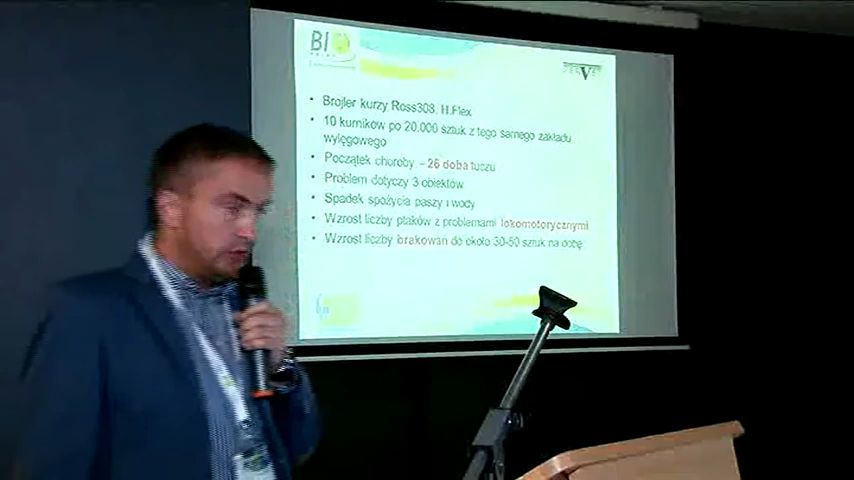 BI
• Brojler kurzy Ross308, H.Flex
• 10 kurników po 20.000 sztuk z tego samego zakładu
wylęgowego
• Początek choroby – 26 doba tuczu
• Problem dotyczy 3 obiektów
• Spadek spożycia paszy i wody
• Wzrost liczby ptaków z problemami lokomotorycznymi
• Wzrost liczby brakowań do około 30-50 sztuk na dobę